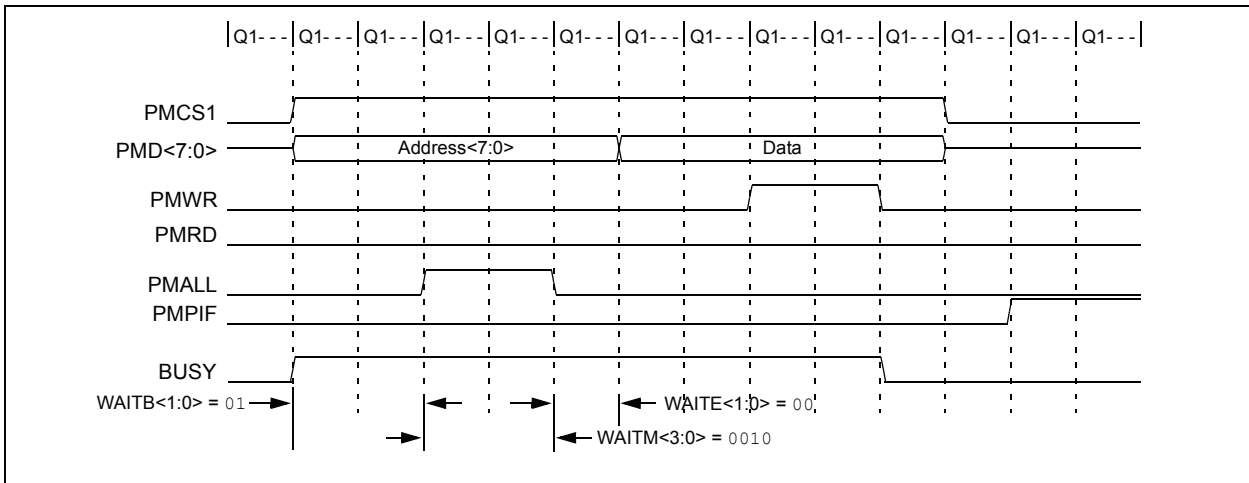 Q1- - - Q1- - - Q1- - - Q1- - - Q1- - - Q1- - - Q1- - - Q1- - - Q1- - - Q1- - - Q1- - - Q1- - - Q1- - - Q1- - -
PMCS1
PMD<7:0> Address<7:0> Data
PMWR
PMRD
PMALL
PMPIF
BUSY
WAITB<1:0> = 01 WAITE<1:0> = 00
WAITM<3:0> = 0010